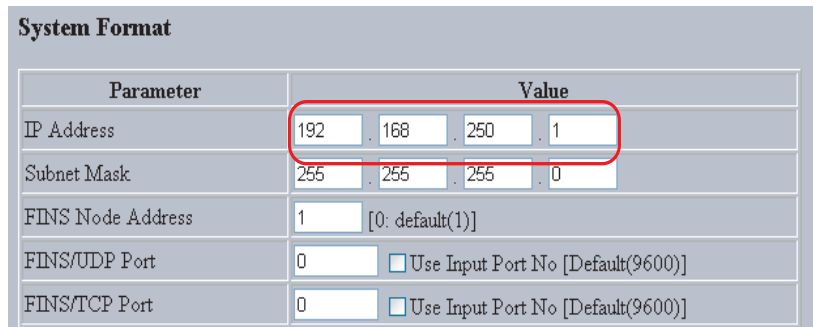 System Format
Parameter Value
IP Address 192 . 168 . 250 . 1
Subnet Mask 255 . 255 . 255 . 0
FINS Node Address 1 [0: default(1)]
FINS/UDP Port 0 Use Input Port No [Default(9600)]
FINS/TCP Port 0 Use Input Port No [Default(9600)]